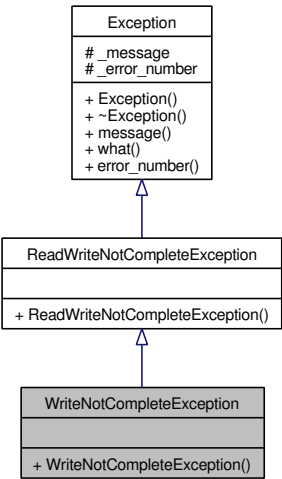 Exception
# _message
# _error_number
+ Exception()
+ ~Exception()
+ message()
+ what()
+ error_number()
ReadWriteNotCompleteException
+ ReadWriteNotCompleteException()
WriteNotCompleteException
+ WriteNotCompleteException()